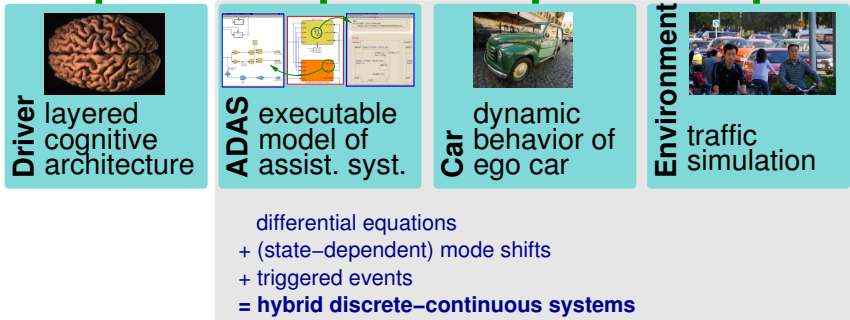 Driver
layered
cognitive
architecture
ADAS
executable
model of
assist. syst.
Car
dynamic
behavior of
ego car
Environment
traffic
simulation
differential equations
+ (state−dependent) mode shifts
+ triggered events
= hybrid discrete−continuous systems